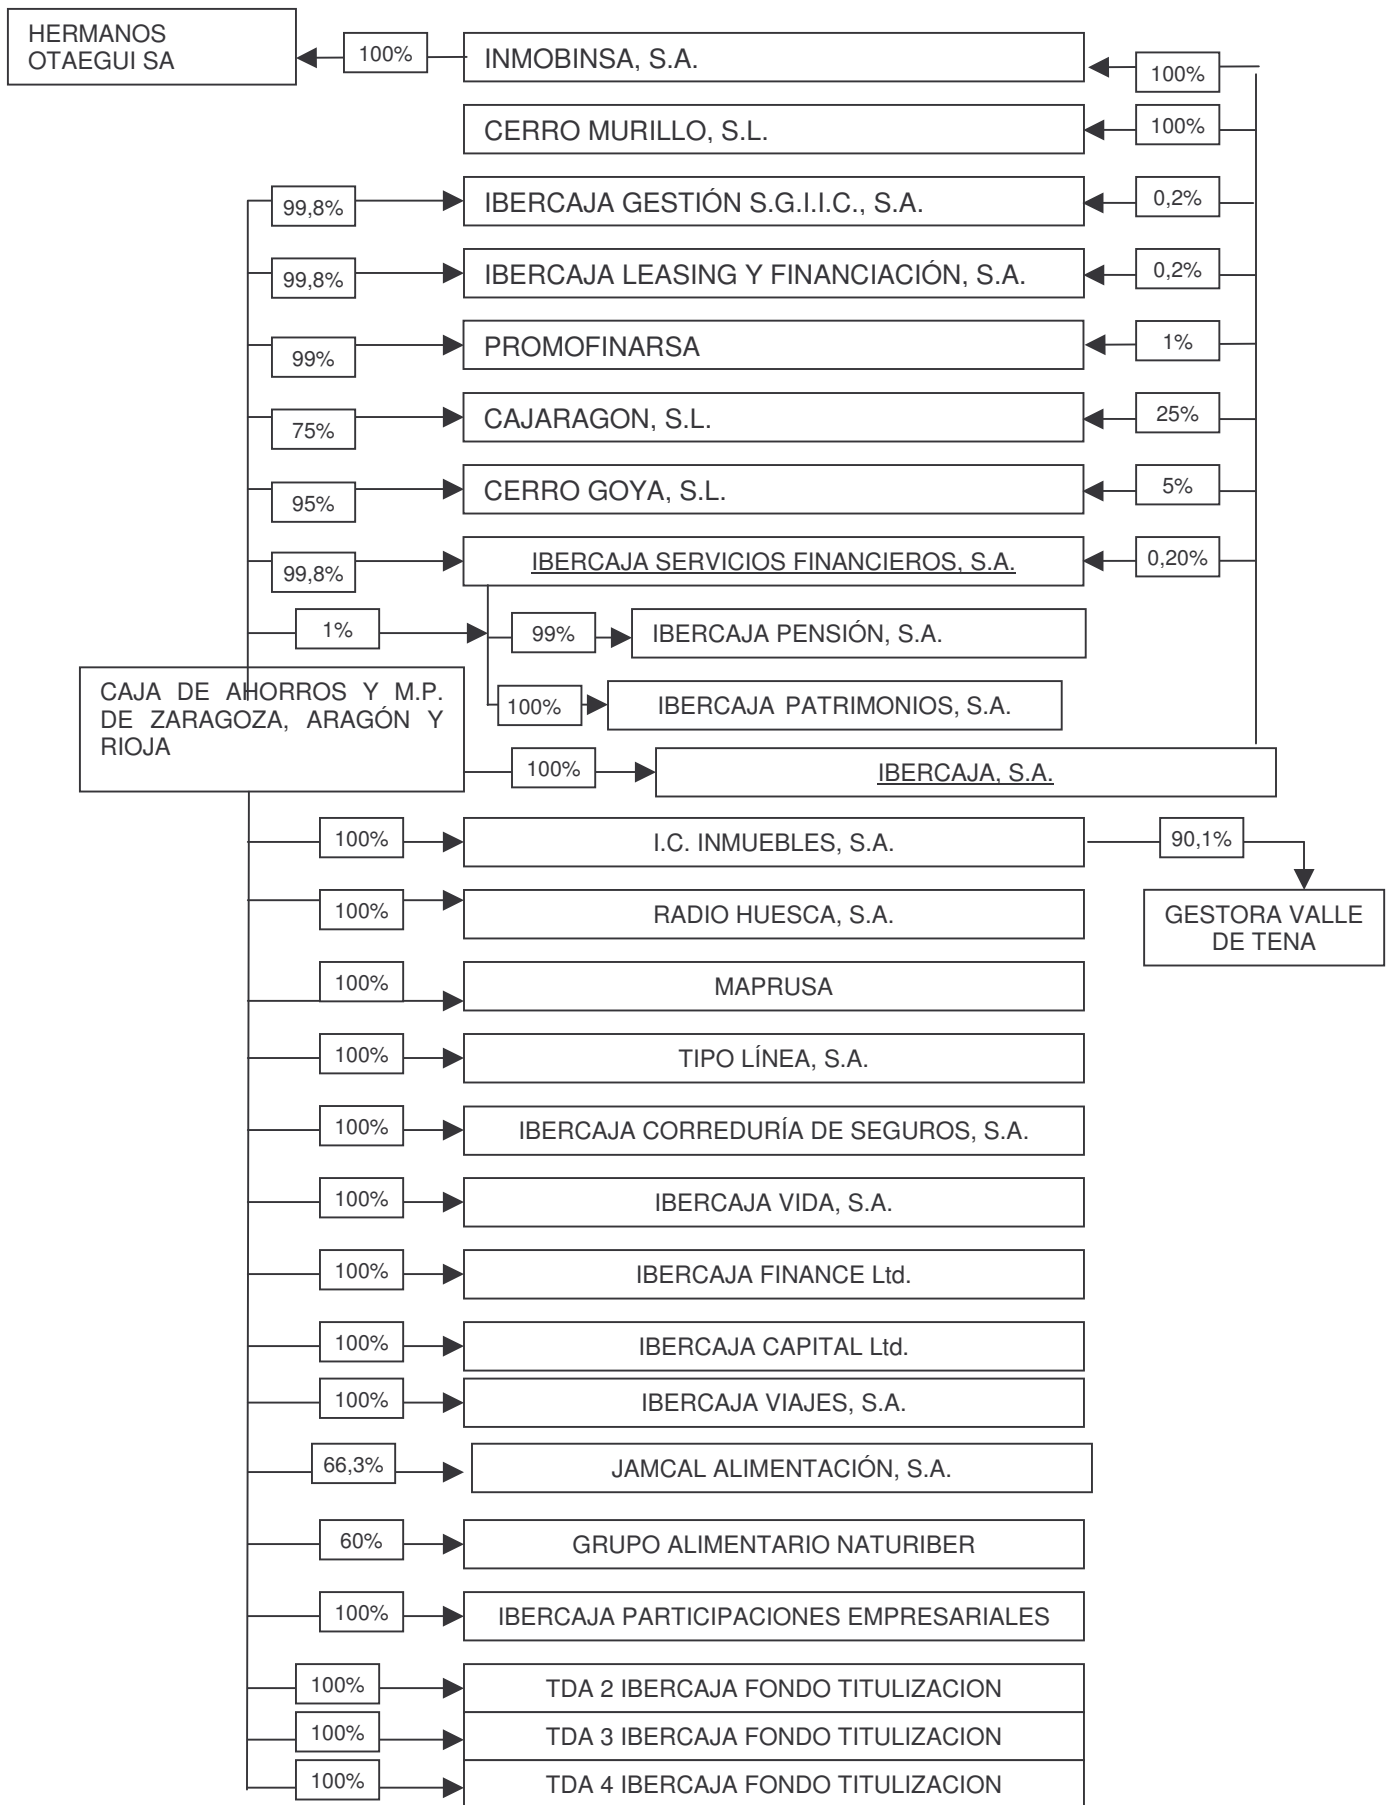 HERMANOS
OTAEGUI SA
100%
INMOBINSA, S.A.
100%
CERRO MURILLO, S.L.
100%
99,8%
IBERCAJA GESTIÓN S.G.I.I.C., S.A.
0,2%
99,8%
IBERCAJA LEASING Y FINANCIACIÓN, S.A.
0,2%
99%
PROMOFINARSA
1%
75%
CAJARAGON, S.L.
25%
95%
CERRO GOYA, S.L.
5%
99,8%
IBERCAJA SERVICIOS FINANCIEROS, S.A.
0,20%
1%
99%
IBERCAJA PENSIÓN, S.A.
CAJA DE AHORROS Y M.P.
DE ZARAGOZA, ARAGÓN Y
RIOJA
100%
IBERCAJA PATRIMONIOS, S.A.
100%
IBERCAJA, S.A.
100%
I.C. INMUEBLES, S.A.
90,1%
GESTORA VALLE
DE TENA
100%
RADIO HUESCA, S.A.
100%
MAPRUSA
100%
TIPO LÍNEA, S.A.
100%
IBERCAJA CORREDURÍA DE SEGUROS, S.A.
100%
IBERCAJA VIDA, S.A.
100%
IBERCAJA FINANCE Ltd.
100%
IBERCAJA CAPITAL Ltd.
100%
IBERCAJA VIAJES, S.A.
66,3%
JAMCAL ALIMENTACIÓN, S.A.
60%
GRUPO ALIMENTARIO NATURIBER
100%
IBERCAJA PARTICIPACIONES EMPRESARIALES
100%
TDA 2 IBERCAJA FONDO TITULIZACION
100%
TDA 3 IBERCAJA FONDO TITULIZACION
100%
TDA 4 IBERCAJA FONDO TITULIZACION